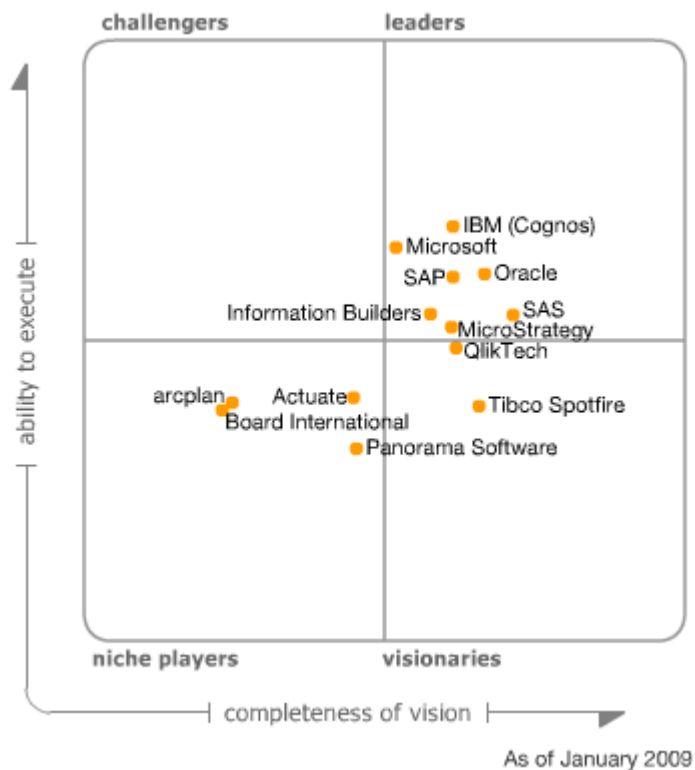 challengers
leaders
ability to execute
IBM (Cognos)
Microsoft
SAP
Oracle
Information Builders
SAS
MicroStrategy
QlikTech
arcplan
Actuate
Tibco Spotfire
Board International
Panorama Software
niche players
visionaries
completeness of vision
As of January 2009